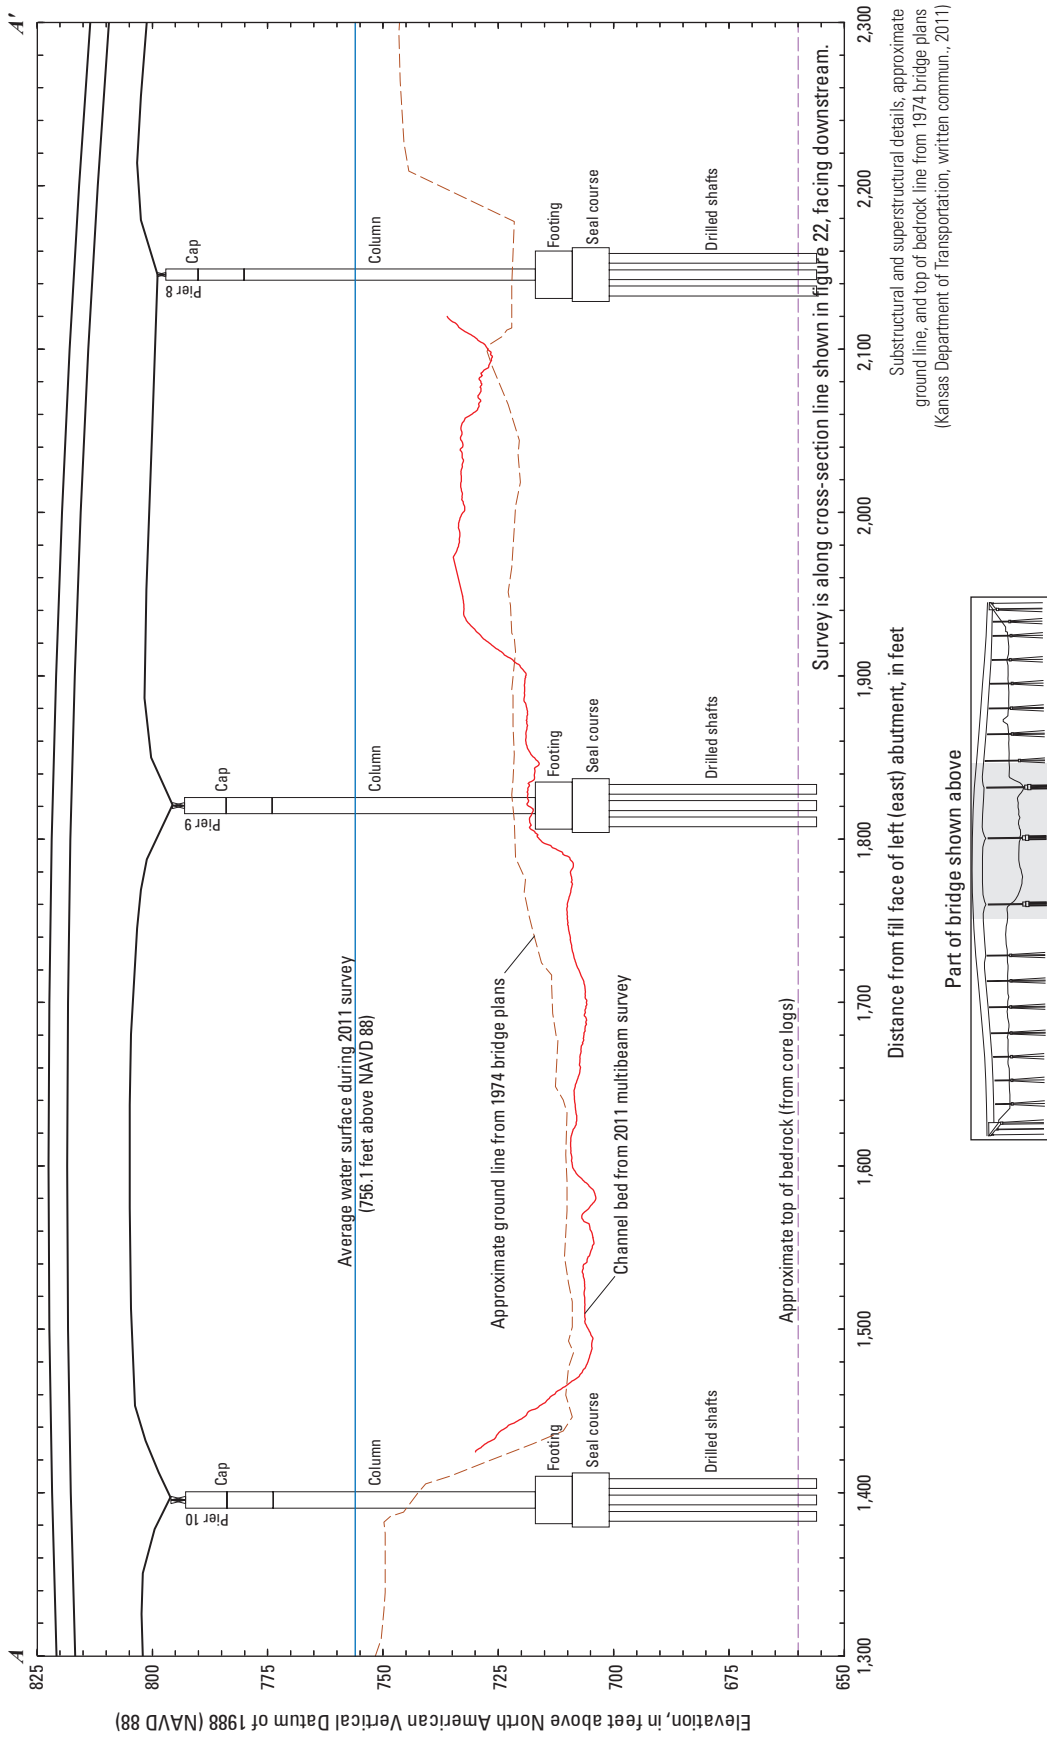 A
A′
825
800
775
750
725
700
675
650
Elevation, in feet above North American Vertical Datum of 1988 (NAVD 88)
1,300
1,400
1,500
1,600
1,700
1,800
1,900
2,000
2,100
2,200
2,300
Distance from fill face of left (east) abutment, in feet
Pier 10
Cap
Column
Footing
Seal course
Drilled shafts
Pier 9
Cap
Column
Footing
Seal course
Drilled shafts
Pier 8
Cap
Column
Footing
Seal course
Drilled shafts
Average water surface during 2011 survey
(756.1 feet above NAVD 88)
Approximate ground line from 1974 bridge plans
Channel bed from 2011 multibeam survey
Approximate top of bedrock (from core logs)
Survey is along cross-section line shown in figure 22, facing downstream.
Substructural and superstructural details, approximate
ground line, and top of bedrock line from 1974 bridge plans
(Kansas Department of Transportation, written commun., 2011)
Part of bridge shown above